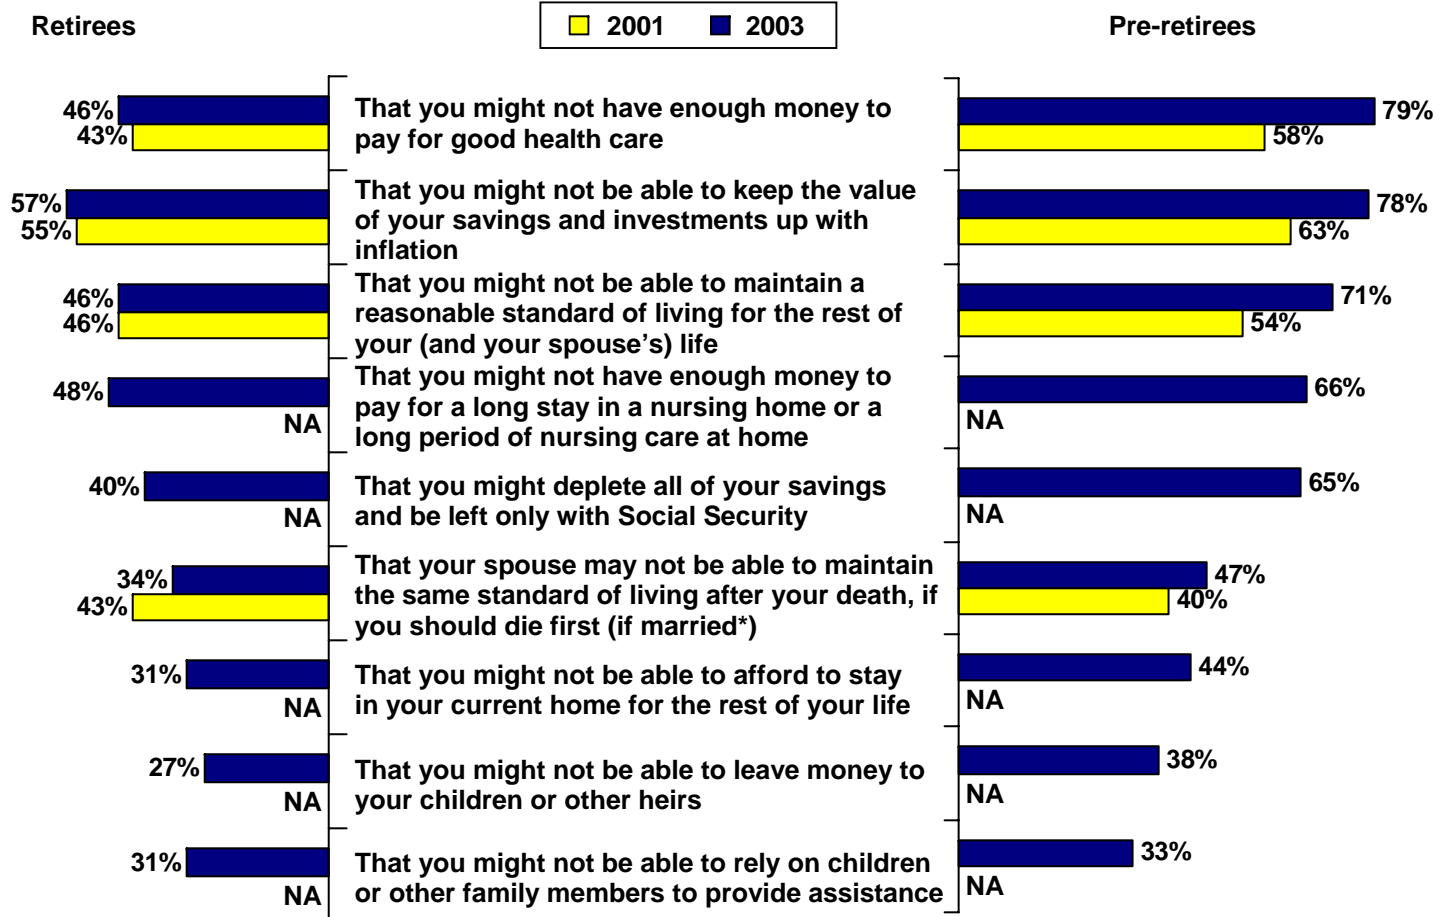 Retirees
2001 2003
Pre-retirees
46%
43%
That you might not have enough money to
pay for good health care
79%
58%
57%
55%
That you might not be able to keep the value
of your savings and investments up with
inflation
78%
63%
46%
46%
That you might not be able to maintain a
reasonable standard of living for the rest of
your (and your spouse’s) life
71%
54%
48%
NA
That you might not have enough money to
pay for a long stay in a nursing home or a
long period of nursing care at home
66%
NA
40%
NA
That you might deplete all of your savings
and be left only with Social Security
65%
NA
34%
43%
That your spouse may not be able to maintain
the same standard of living after your death, if
you should die first (if married*)
47%
40%
31%
NA
That you might not be able to afford to stay
in your current home for the rest of your life
44%
NA
27%
NA
That you might not be able to leave money to
your children or other heirs
38%
NA
31%
NA
That you might not be able to rely on children
or other family members to provide assistance
33%
NA